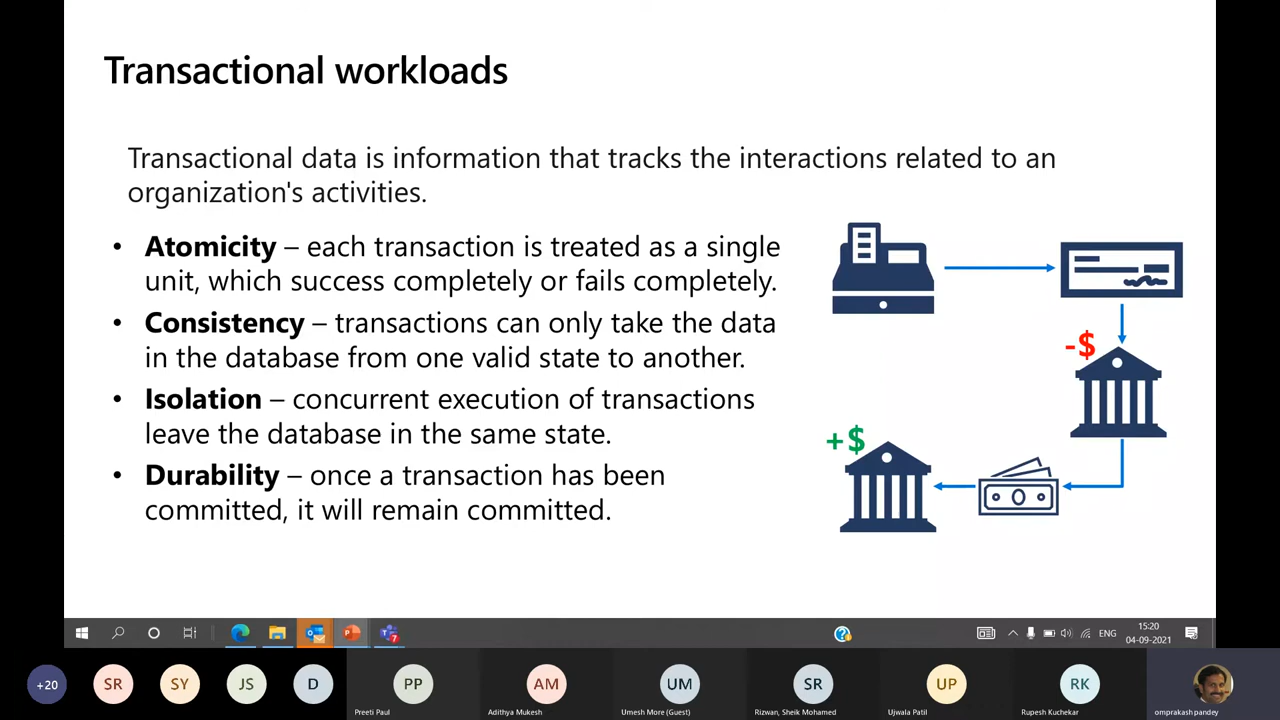 Transactional workloads
Transactional data is information that tracks the interactions related to an
organization's activities.
• Atomicity – each transaction is treated as a single
unit, which success completely or fails completely.
• Consistency – transactions can only take the data
in the database from one valid state to another.
• Isolation – concurrent execution of transactions
leave the database in the same state.
• Durability – once a transaction has been
committed, it will remain committed.
-$
+$
7
ENG
15:20
04-09-2021
+20
SR
SY
JS
D
PP
AM
UM
SR
UP
RK
Preeti Paul
Adithya Mukesh
Umesh More (Guest)
Rizwan, Sheik Mohamed
Ujwala Patil
Rupesh Kuchekar
omprakash pandey